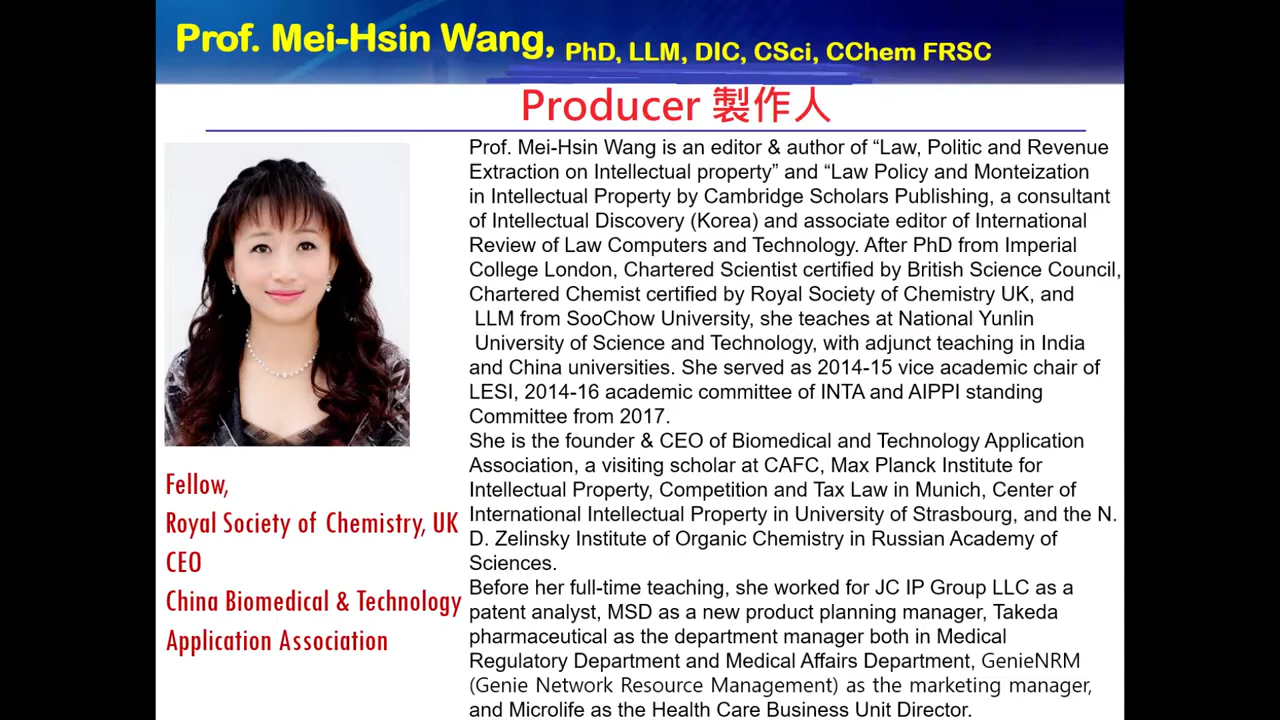 Prof. Mei-Hsin Wang, PhD, LLM, DIC, CSci, CChem FRSC
Producer 製作人
Prof. Mei-Hsin Wang is an editor & author of “Law, Politic and Revenue
Extraction on Intellectual property” and “Law Policy and Monteization
in Intellectual Property by Cambridge Scholars Publishing, a consultant
of Intellectual Discovery (Korea) and associate editor of International
Review of Law Computers and Technology. After PhD from Imperial
College London, Chartered Scientist certified by British Science Council,
Chartered Chemist certified by Royal Society of Chemistry UK, and
LLM from SooChow University, she teaches at National Yunlin
University of Science and Technology, with adjunct teaching in India
and China universities. She served as 2014-15 vice academic chair of
LESI, 2014-16 academic committee of INTA and AIPPI standing
Committee from 2017.
She is the founder & CEO of Biomedical and Technology Application
Association, a visiting scholar at CAFC, Max Planck Institute for
Intellectual Property, Competition and Tax Law in Munich, Center of
International Intellectual Property in University of Strasbourg, and the N.
D. Zelinsky Institute of Organic Chemistry in Russian Academy of
Sciences.
Before her full-time teaching, she worked for JC IP Group LLC as a
patent analyst, MSD as a new product planning manager, Takeda
pharmaceutical as the department manager both in Medical
Regulatory Department and Medical Affairs Department, GenieNRM
(Genie Network Resource Management) as the marketing manager,
and Microlife as the Health Care Business Unit Director.
Fellow,
Royal Society of Chemistry, UK
CEO
China Biomedical & Technology
Application Association